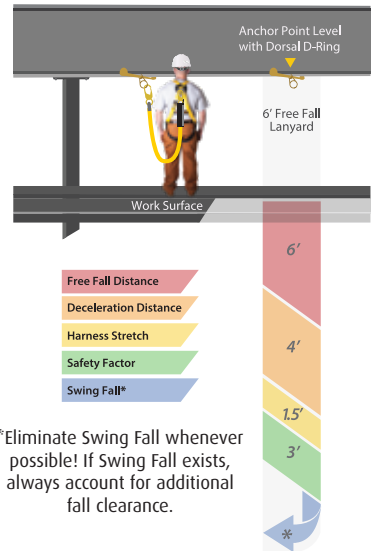 Anchor Point Level
with Dorsal D-Ring
6’ Free Fall
Lanyard
Work Surface
6’
Free Fall Distance
Deceleration Distance
Harness Stretch
Safety Factor
Swing Fall*
4’
1.5’
3’
*Eliminate Swing Fall whenever
possible! If Swing Fall exists,
always account for additional
fall clearance.
*